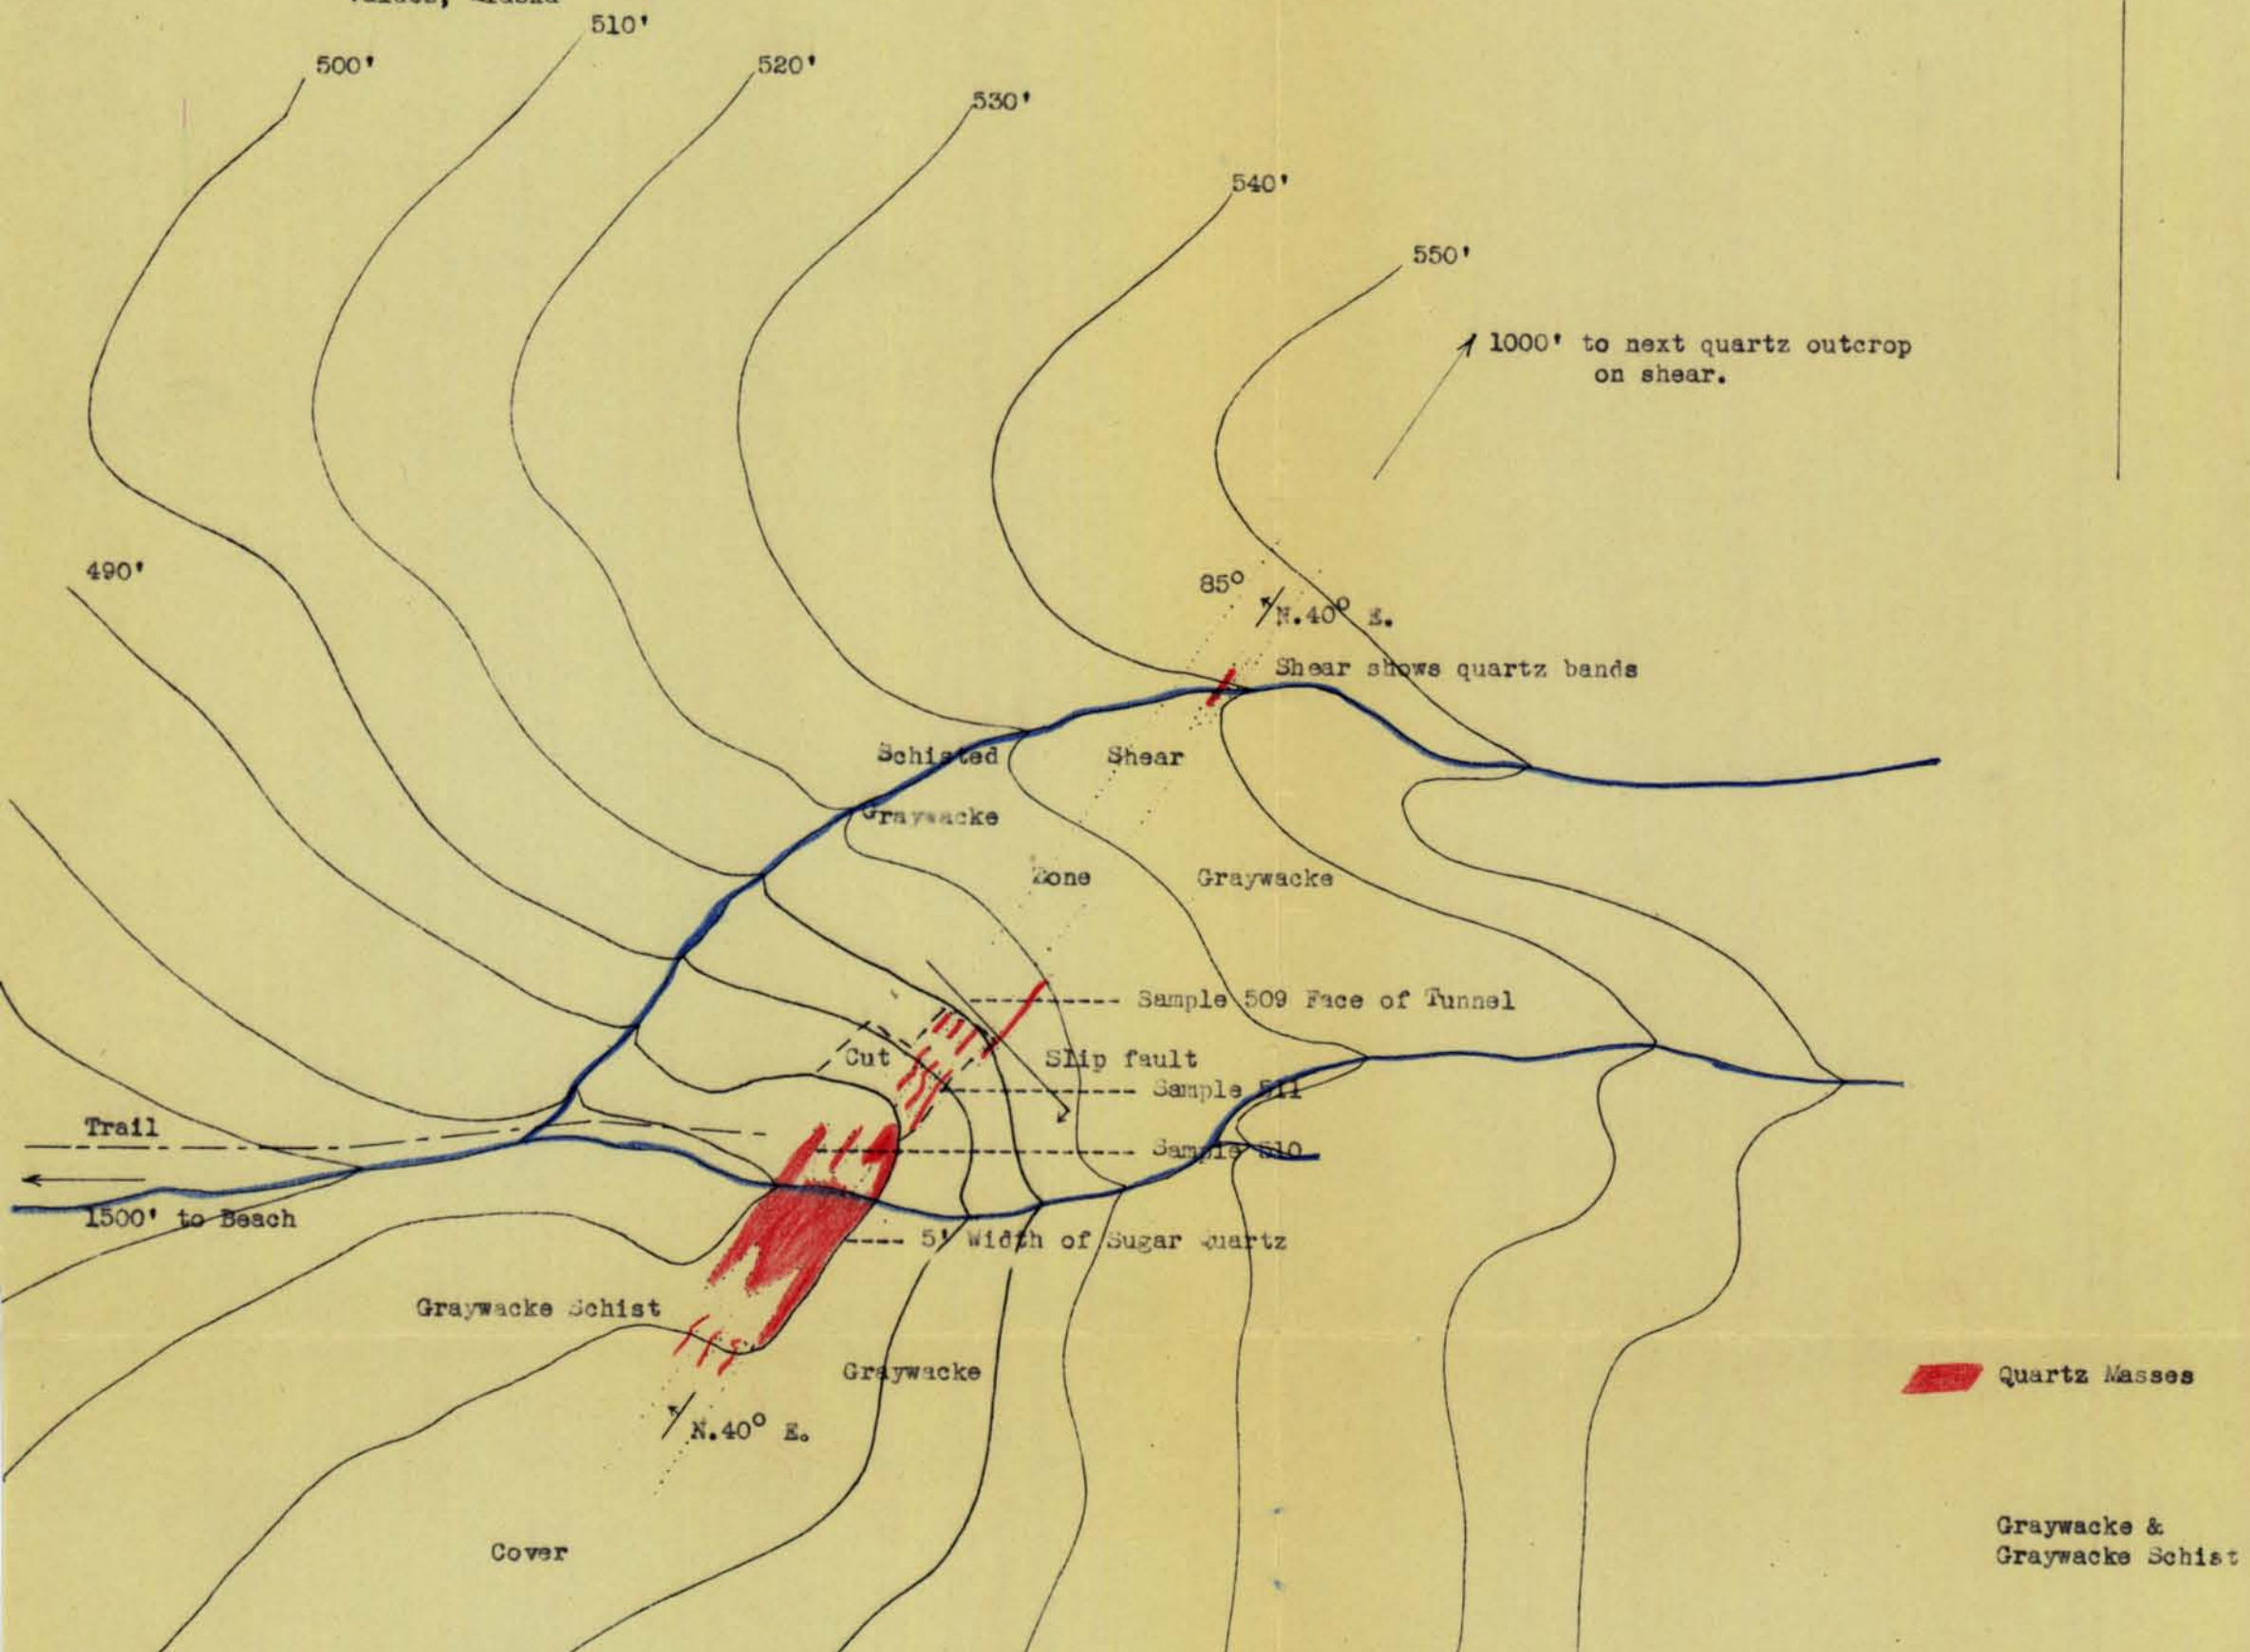 510'
500'
520'
530'
540'
550'
1000' to next quartz outcrop
on shear.
490'
85°
N.40° E.
Shear shows quartz bands
Schisted
Shear
Graywacke
Zone
Graywacke
Sample 509 Face of Tunnel
Cut
Slip fault
Sample 511
Trail
Sample 510
1500' to Beach
5' Width of Sugar Quartz
Graywacke Schist
Graywacke
Quartz Masses
N.40° E.
Graywacke &
Graywacke Schist
Cover